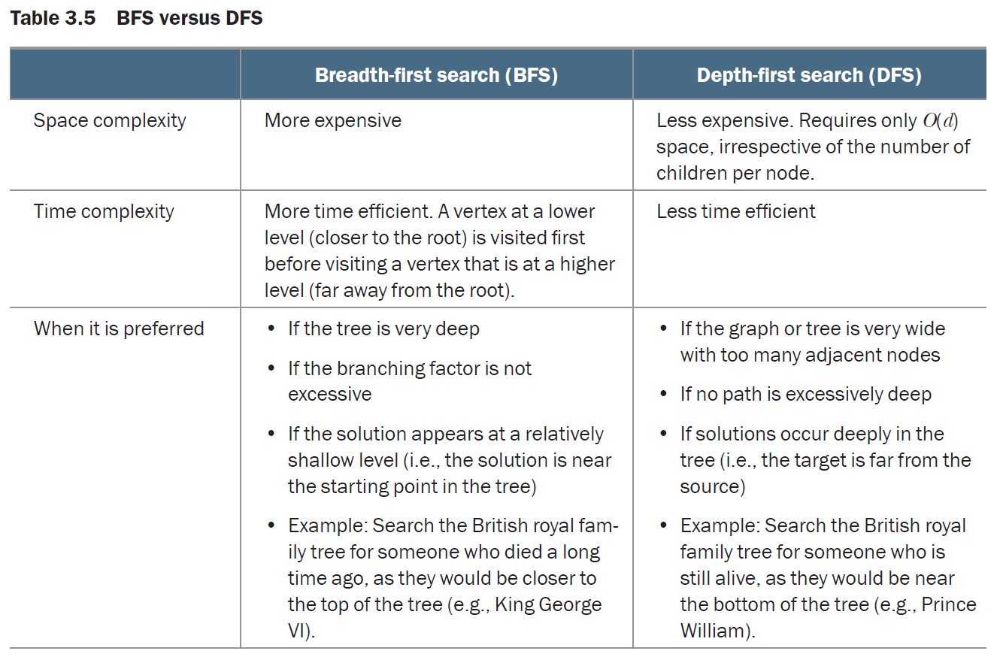 Table 3.5 BFS versus DFS
Breadth-first search (BFS)
Depth-first search (DFS)
Space complexity
More expensive
Less expensive. Requires only O(d)
space, irrespective of the number of
children per node.
Time complexity
More time efficient. A vertex at a lower
level (closer to the root) is visited first
before visiting a vertex that is at a higher
level (far away from the root).
Less time efficient
When it is preferred
• If the tree is very deep
• If the branching factor is not
excessive
• If the solution appears at a relatively
shallow level (i.e., the solution is near
the starting point in the tree)
• Example: Search the British royal fam-
ily tree for someone who died a long
time ago, as they would be closer to
the top of the tree (e.g., King George
VI).
• If the graph or tree is very wide
with too many adjacent nodes
• If no path is excessively deep
• If solutions occur deeply in the
tree (i.e., the target is far from the
source)
• Example: Search the British royal
family tree for someone who is
still alive, as they would be near
the bottom of the tree (e.g., Prince
William).